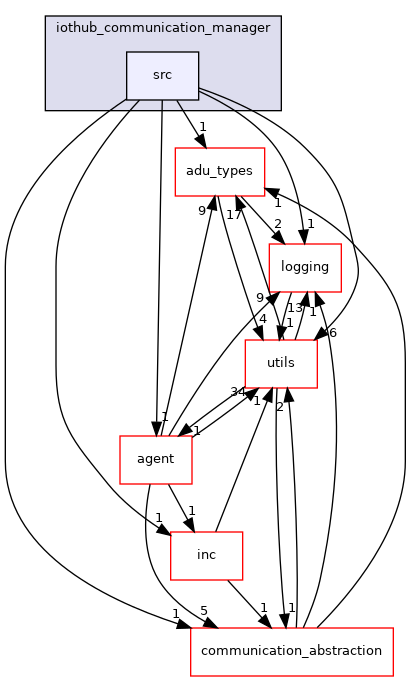 iothub_communication_manager
src
1
adu_types
1
9
17
2
1
logging
9
13
1
4
1
6
utils
34
1
2
1
1
agent
1
1
inc
5
1
1
1
communication_abstraction